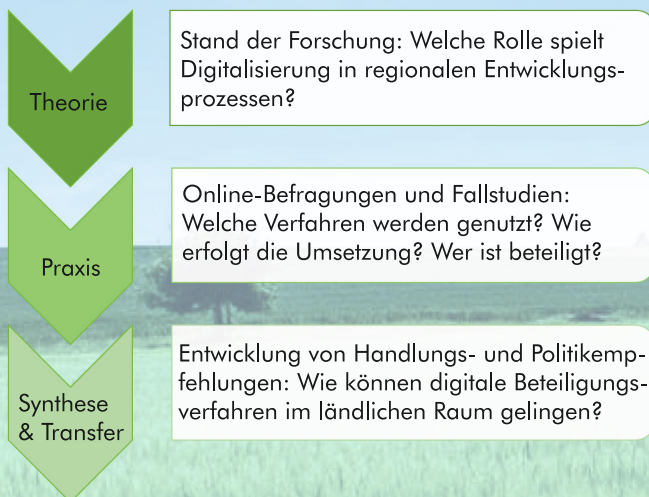 Theorie
Stand der Forschung: Welche Rolle spielt
Digitalisierung in regionalen Entwicklungs-
prozessen?
Praxis
Online-Befragungen und Fallstudien:
Welche Verfahren werden genutzt? Wie
erfolgt die Umsetzung? Wer ist beteiligt?
Synthese
& Transfer
Entwicklung von Handlungs- und Politikemp-
fehlungen: Wie können digitale Beteiligungs-
verfahren im ländlichen Raum gelingen?